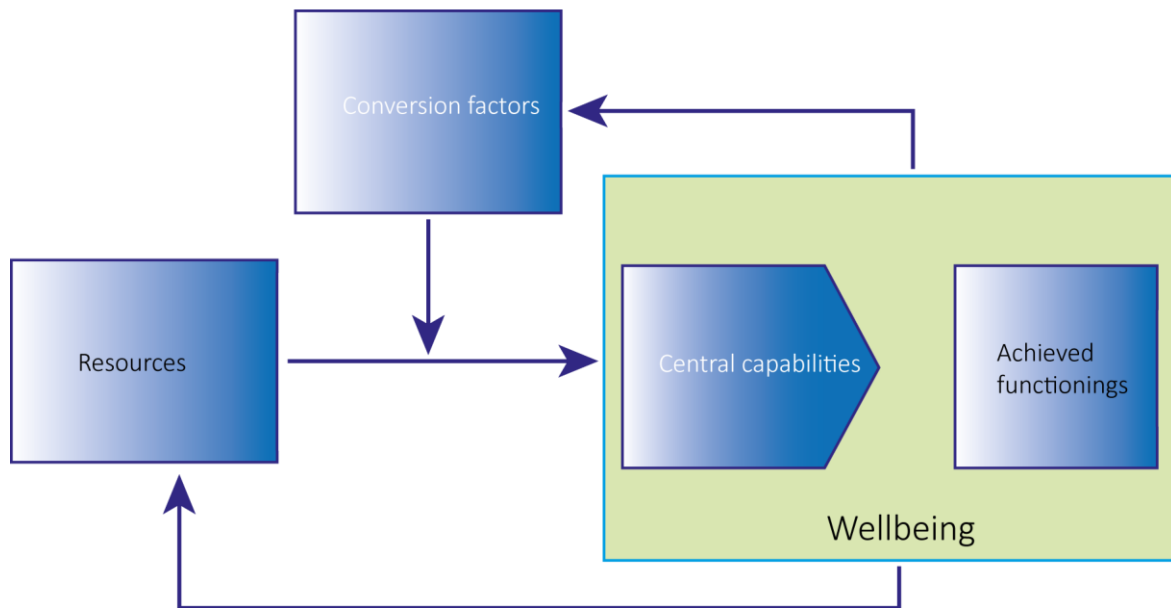 Conversion factors
Resources
Central capabilities
Achieved
functionings
Wellbeing